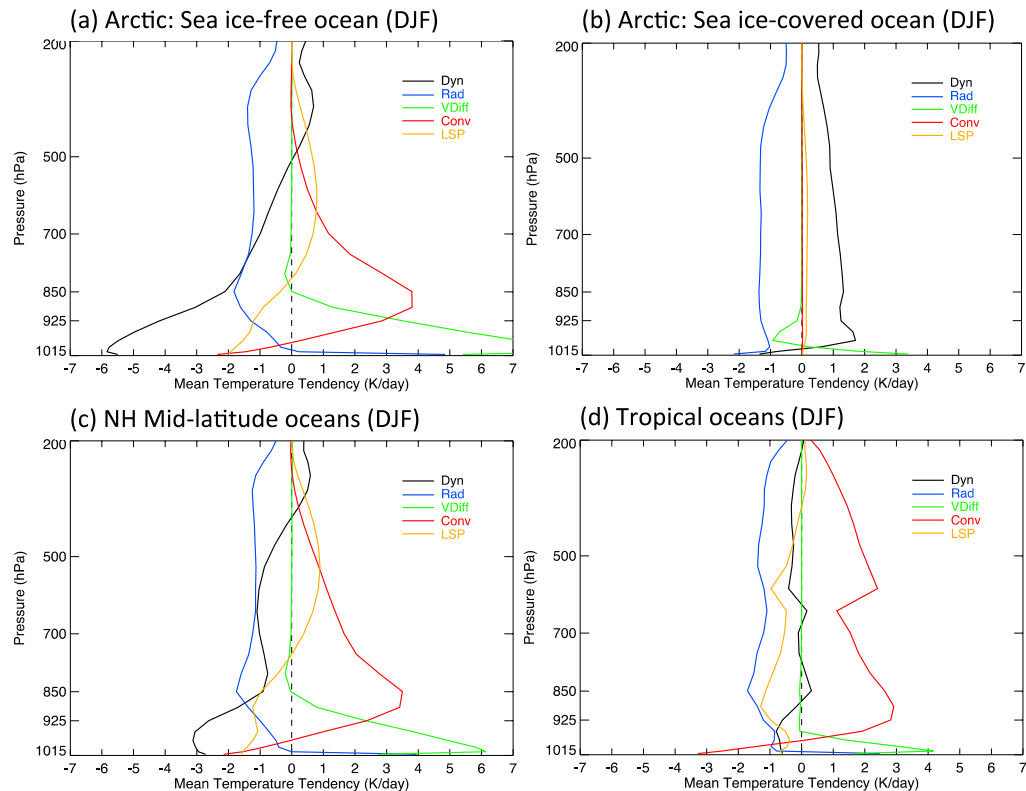 (a) Arctic: Sea ice-free ocean (DJF)
200
500
700
850
925
1015
Pressure (hPa)
Dyn
Rad
VDiff
Conv
LSP
-7 -6 -5 -4 -3 -2 -1 0 1 2 3 4 5 6 7
Mean Temperature Tendency (K/day)
(b) Arctic: Sea ice-covered ocean (DJF)
200
500
700
850
925
1015
Pressure (hPa)
Dyn
Rad
VDiff
Conv
LSP
-7 -6 -5 -4 -3 -2 -1 0 1 2 3 4 5 6 7
Mean Temperature Tendency (K/day)
(c) NH Mid-latitude oceans (DJF)
200
500
700
850
925
1015
Pressure (hPa)
Dyn
Rad
VDiff
Conv
LSP
-7 -6 -5 -4 -3 -2 -1 0 1 2 3 4 5 6 7
Mean Temperature Tendency (K/day)
(d) Tropical oceans (DJF)
200
500
700
850
925
1015
Pressure (hPa)
Dyn
Rad
VDiff
Conv
LSP
-7 -6 -5 -4 -3 -2 -1 0 1 2 3 4 5 6 7
Mean Temperature Tendency (K/day)